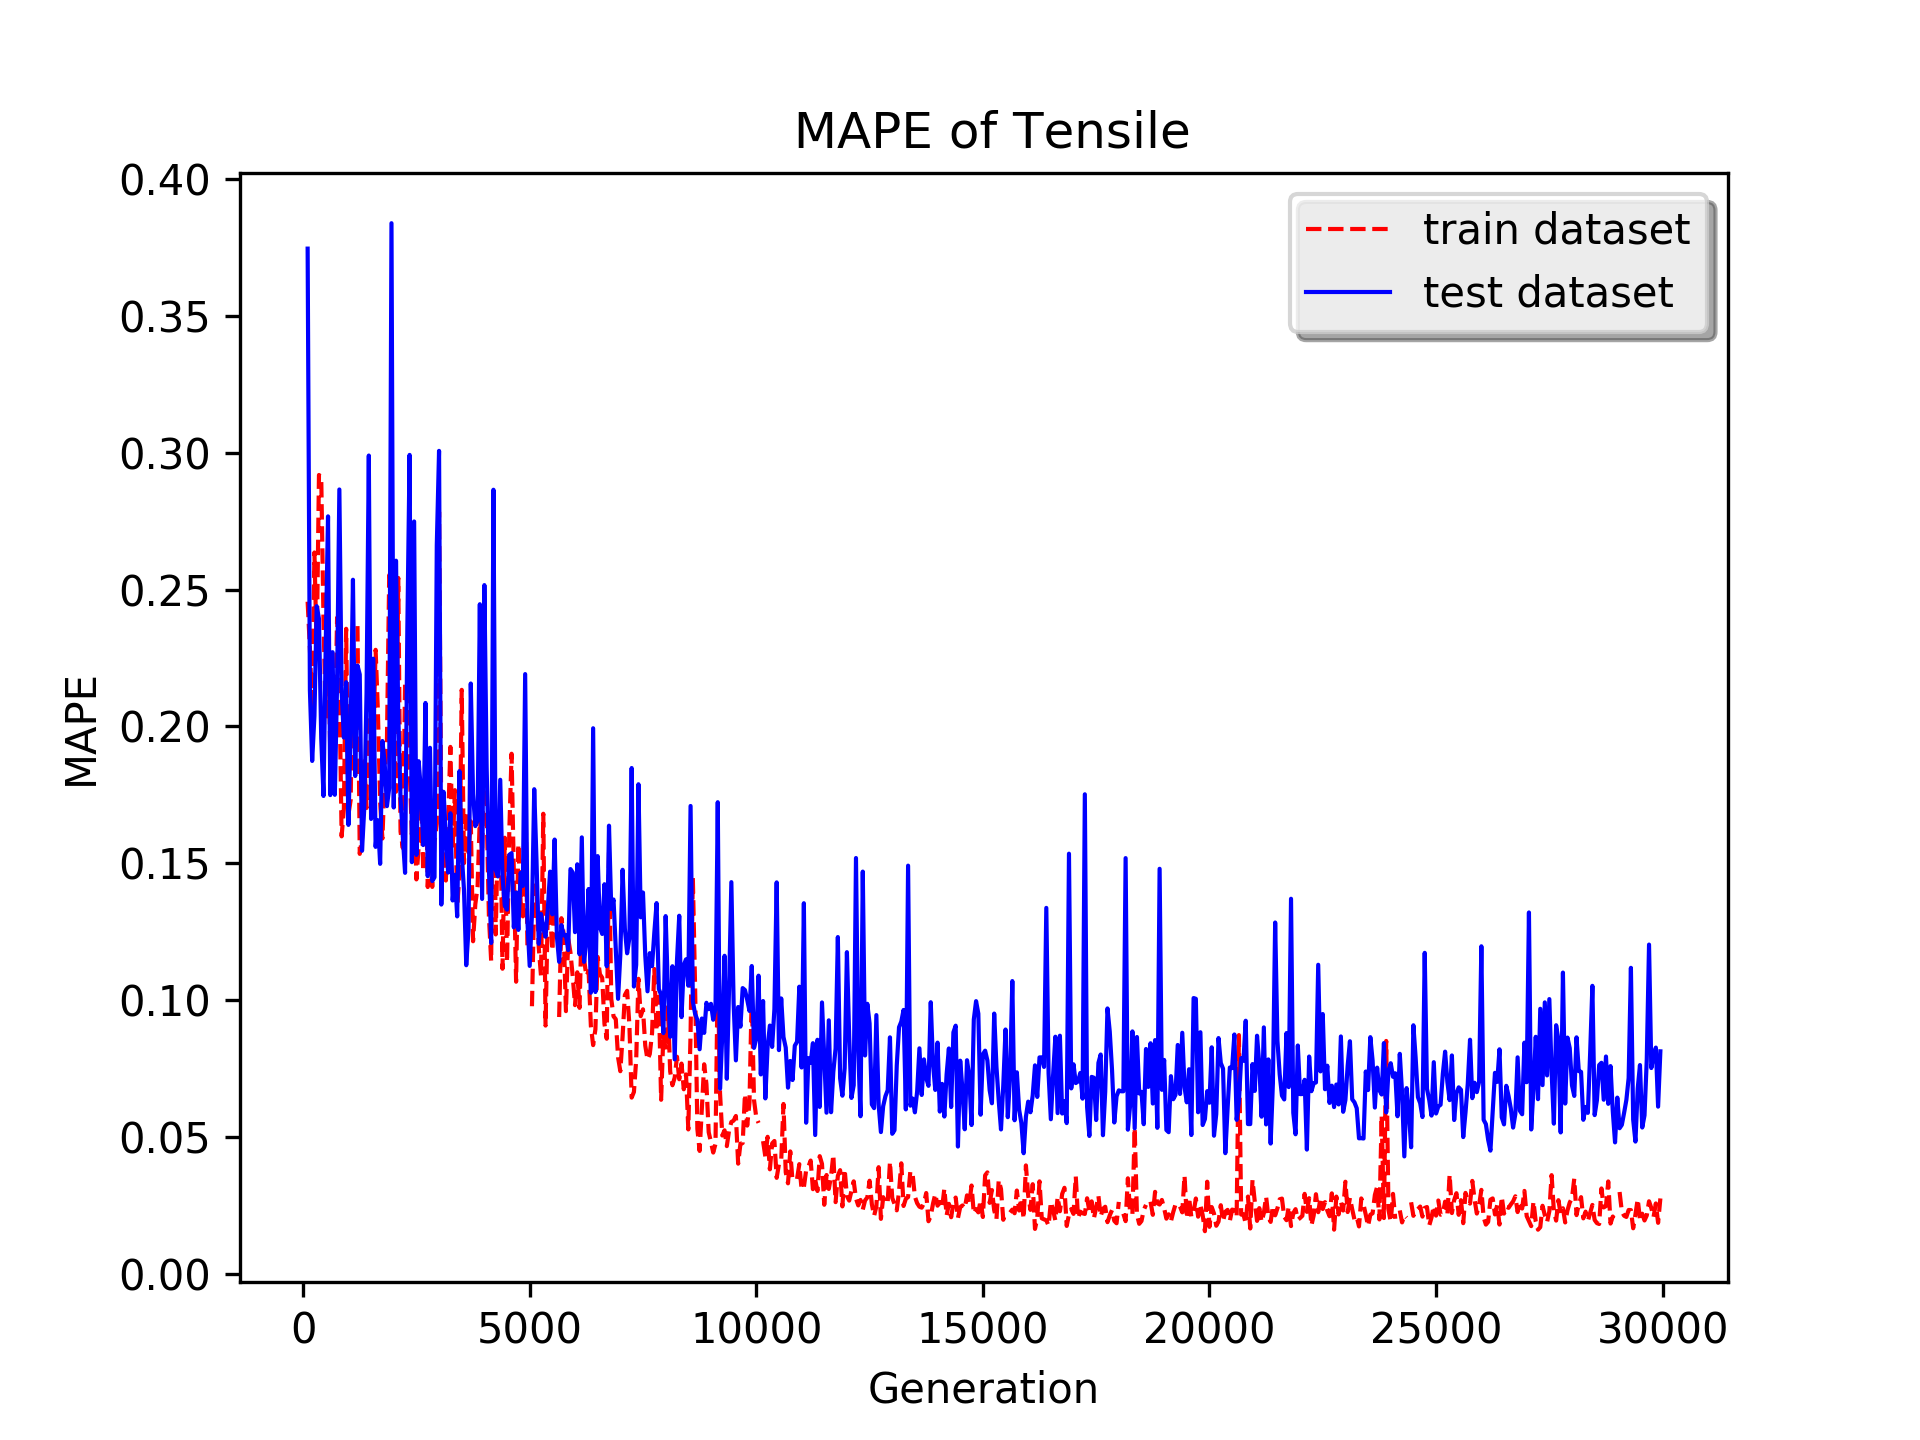 MAPE of Tensile
train dataset
test dataset
0.40
0.35
0.30
0.25
0.20
0.15
0.10
0.05
0.00
MAPE
0 5000 10000 15000 20000 25000 30000
Generation